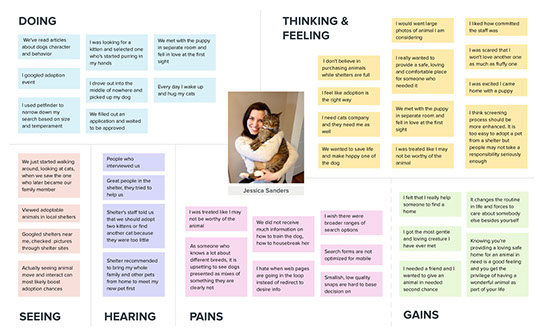 DOING
We've read articles
about dogs character
and behavior
I was looking for a
kitten and selected one
who's started purring in
my hands
We met with the puppy
in separate room and
fell in love at the first
sight
I googled adoption
event
I drove out into the
middle of nowhere and
picked up my dog
Every day I wake up
and hug my cats
I used petfinder to
narrow down my
search based on size
and temperament
We filled out an
application and waited
to be approved
THINKING &
FEELING
I would want large
photos of animal I am
considering
I liked how committed
the staff was
I don't believe in
purchasing animals
while shelters are full
I really wanted to
provide a safe, loving
and comfortable place
for someone who
needed it
I was scared that I
won't love another one
as much as fluffy one
I feel like adoption is
the right way
I was excited I came
home with a puppy
I need cats company
and they need me as well
We met with the puppy
in separate room and
fell in love at the first
sight
I think screening
process should be
more enhanced. It is
too easy to adopt a pet
from a shelter but
people may not take a
responsibility seriously
enough
We wanted to save life
and make happy one of
the dog
I was treated like I may
not be worthy of the
animal
Jessica Sanders
We just started walking
around, looking at cats,
when we saw the one
who later became our
family member
Viewed adoptable
animals in local shelters
Googled shelters near
me, checked pictures
through shelter sites
Actually seeing animal
move and interact can
most likely boost
adoption chances
SEEING
People who
interviewed us
Great people in the
shelter, they tried to
help us
Shelter's staff told us
that we should adopt
two kittens or find
another cat because
they were too little
Shelter recommended
to bring my whole
family and other pets
from home to meet my
new pet first
HEARING
I was treated like I may
not be worthy of the
animal
As someone who
knows a lot about
different breeds, it is
upsetting to see dogs
presented as mixes of
something they are
clearly not
We did not receive
much information on
how to train the dog,
how to housebreak her
I hate when web pages
are going in the loop
instead of redirect to
desire info
I wish there were
broader ranges of
search options
Search forms are not
optimized for mobile
Smallest, low quality
snaps are hard to base
decision on
PAINS
I felt that I really help
someone to find a
home
I got the most gentle
and loving creature I
have ever met
I needed a friend and I
wanted to give an
animal in needed
second chance
It changes the routine
in life and forces to
care about somebody
else besides yourself
Knowing you're
providing a loving safe
home for an animal in
need is a good feeling
and you get the
privilege of having a
wonderful animal as
part of your life
GAINS